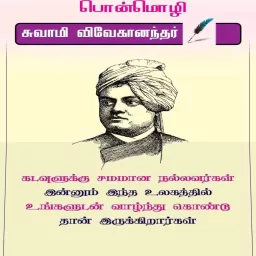 பொன்மொழி
சுவாமி விவேகானந்தர்
கடவுளுக்கு சமமான நல்லவர்கள்
இன்னும் இந்த உலகத்தில்
உங்களுடன் வாழ்ந்து கொண்டு
தான் இருக்கிறார்கள்